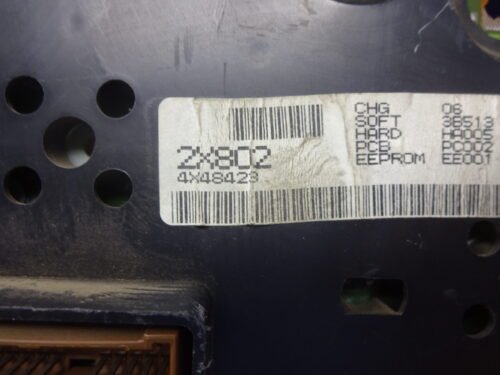 CHG 06
SOFT 3B513
HARD HA005
2X802
PCB PC002
4X48423
EEPROM EE001